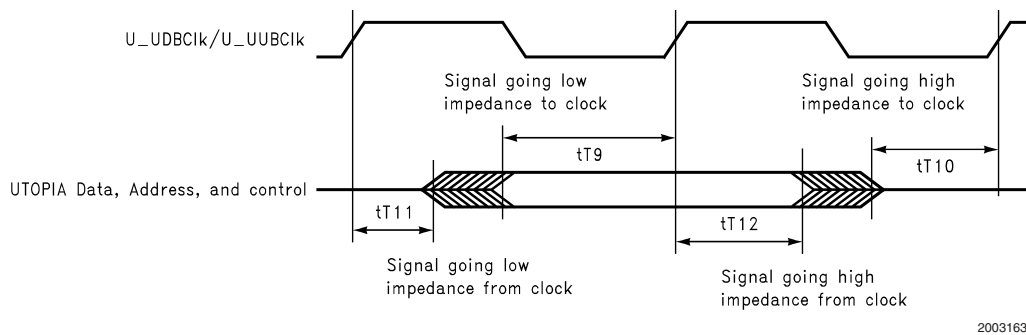 U_UDBClk/U_UUBClk
Signal going low
impedance to clock
Signal going high
impedance to clock
tT9
tT10
UTOPIA Data, Address, and control
tT11
tT12
Signal going low
impedance from clock
Signal going high
impedance from clock
2003163